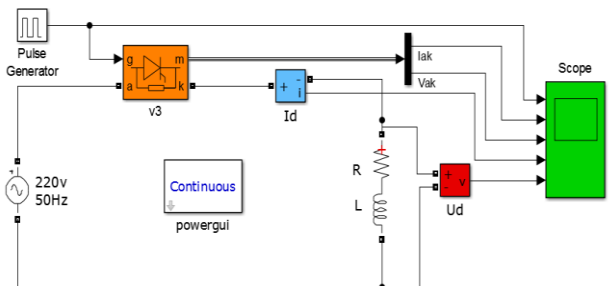 Pulse
Generator
g
m
a
k
v3
+
-
i
Id
Iak
Vak
Scope
220v
50Hz
Continuous
powergui
R
L
+
-
v
Ud